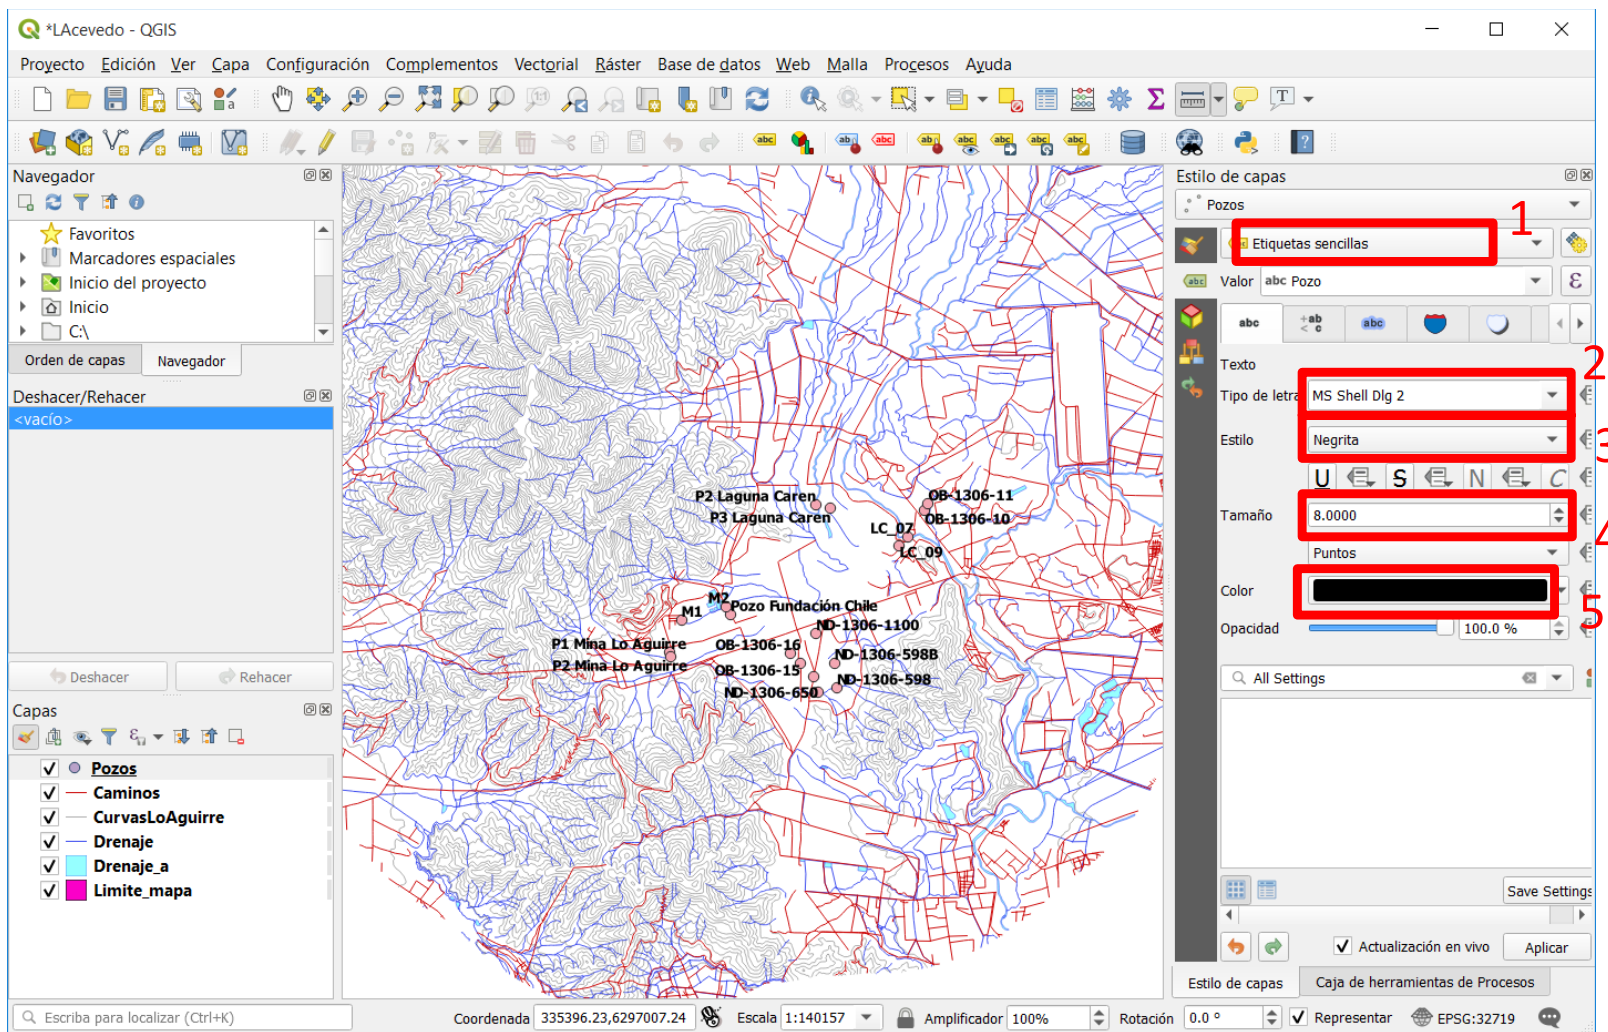 *LAcevedo - QGIS
Proyecto Edición Ver Capa Configuración Complementos Vectorial Ráster Base de datos Web Malla Procesos Ayuda
Navegador
Favoritos
Marcadores espaciales
Inicio del proyecto
Inicio
C:\
Orden de capas Navegador
Deshacer/Rehacer
<vacío>
Deshacer Rehacer
Capas
Pozos
Caminos
CurvasLoAguirre
Drenaje
Drenaje_a
Limite_mapa
P2 Laguna Caren
P3 Laguna Caren
OB-1306-11
OB-1306-10
LC_07
LC_09
M2
M1
Pozo Fundación Chile
ND-1306-1100
P1 Mina Lo Aguirre
OB-1306-16
ND-1306-598B
P2 Mina Lo Aguirre
OB-1306-15
ND-1306-598
ND-1306-650
Estilo de capas
Pozos
1
Etiquetas sencillas
Valor abc Pozo
abc
Texto
2
Tipo de letra MS Shell Dlg 2
Estilo Negrita
3
U S N C
Tamaño 8.0000
4
Puntos
Color
5
Opacidad 100.0 %
All Settings
Save Settings
Actualización en vivo Aplicar
Estilo de capas Caja de herramientas de Procesos
Escriba para localizar (Ctrl+K) Coordenada 335396.23,6297007.24 Escala 1:140157 Amplificador 100% Rotación 0.0 ° Representar EPSG:32719